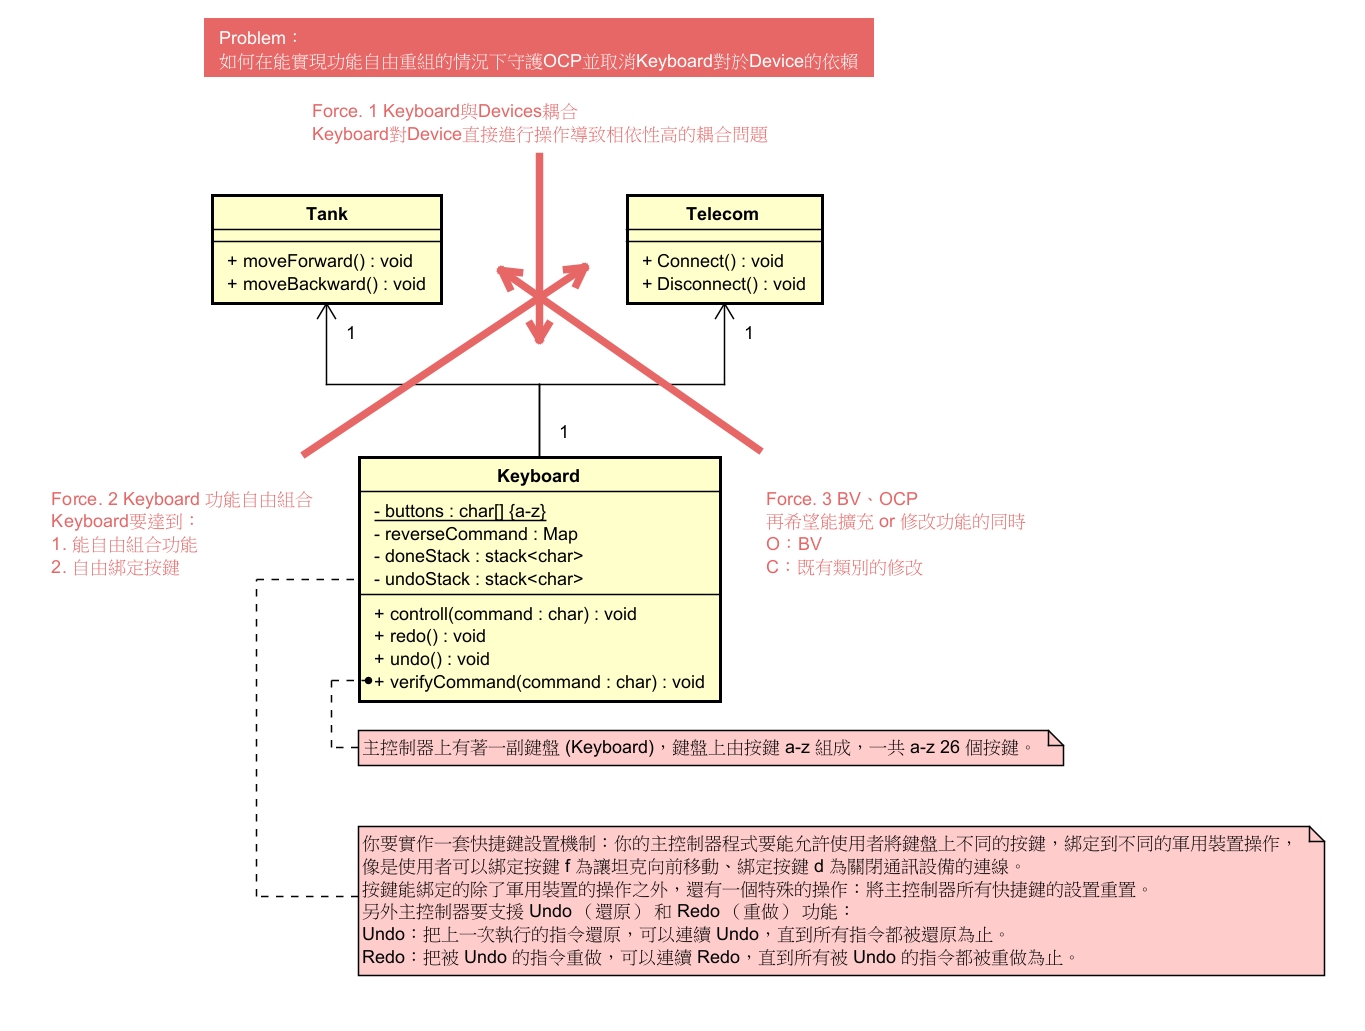 Problem：
如何在能實現功能自由重組的情況下守護OCP並取消Keyboard對於Device的依賴
Force. 1 Keyboard與Devices耦合
Keyboard對Device直接進行操作導致相依性高的耦合問題
Tank
+ moveForward() : void
+ moveBackward() : void
Telecom
+ Connect() : void
+ Disconnect() : void
1
1
1
Force. 2 Keyboard 功能自由組合
Keyboard要達到：
1. 能自由組合功能
2. 自由綁定按鍵
Keyboard
- buttons : char[] {a-z}
- reverseCommand : Map
- doneStack : stack<char>
- undoStack : stack<char>
+ controll(command : char) : void
+ redo() : void
+ undo() : void
+ verifyCommand(command : char) : void
Force. 3 BV、OCP
再希望能擴充 or 修改功能的同時
O：BV
C：既有類別的修改
主控制器上有著一副鍵盤 (Keyboard)，鍵盤上由按鍵 a-z 組成，一共 a-z 26 個按鍵。
你要實作一套快捷鍵設置機制：你的主控制器程式要能允許使用者將鍵盤上不同的按鍵，綁定到不同的軍用裝置操作，
像是使用者可以綁定按鍵 f 為讓坦克向前移動、綁定按鍵 d 為關閉通訊設備的連線。
按鍵能綁定的除了軍用裝置的操作之外，還有一個特殊的操作：將主控制器所有快捷鍵的設置重置。
另外主控制器要支援 Undo （還原） 和 Redo （重做） 功能：
Undo：把上一次執行的指令還原，可以連續 Undo，直到所有指令都被還原為止。
Redo：把被 Undo 的指令重做，可以連續 Redo，直到所有被 Undo 的指令都被重做為止。